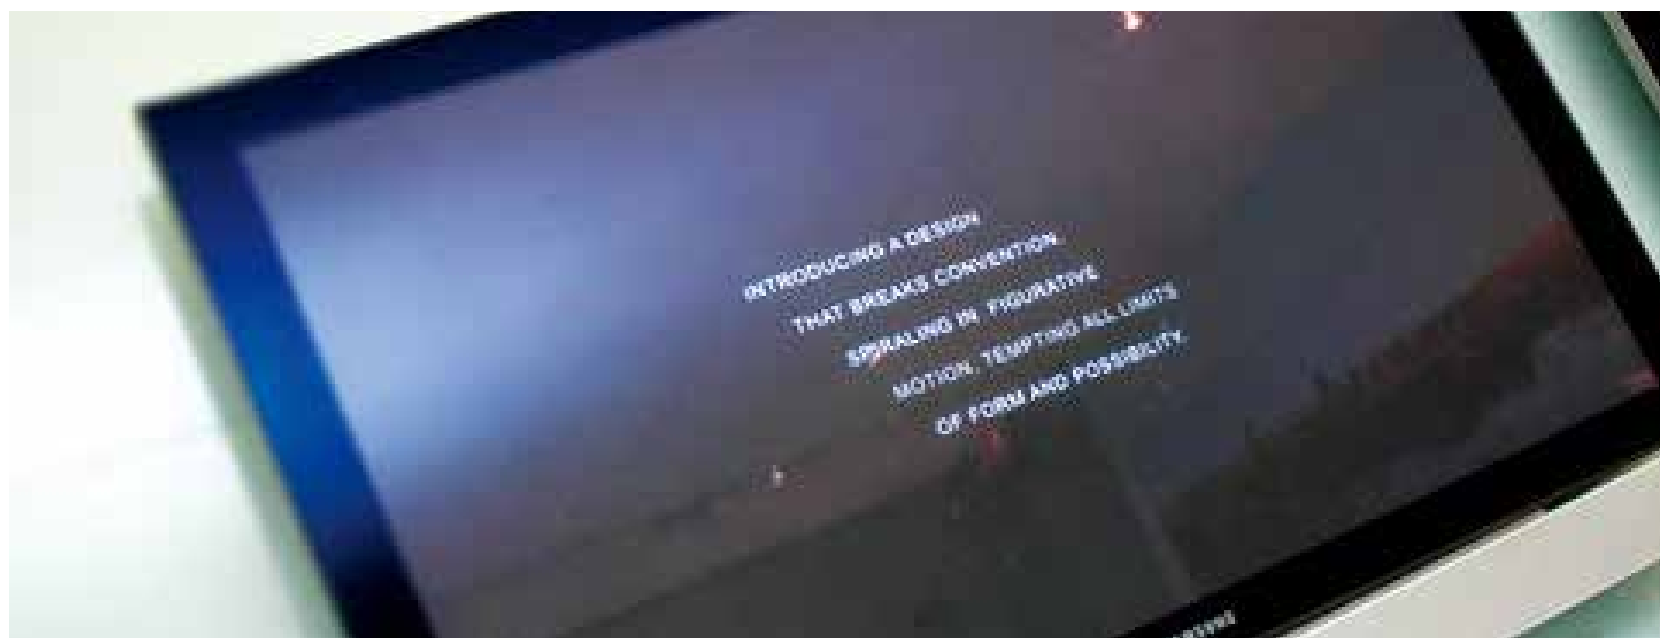 INTRODUCING A DESIGN
THAT BREAKS CONVENTION.
SPIRALING IN FIGURATIVE
MOTION, TEMPTING ALL LIMITS
OF FORM AND POSSIBILITY.